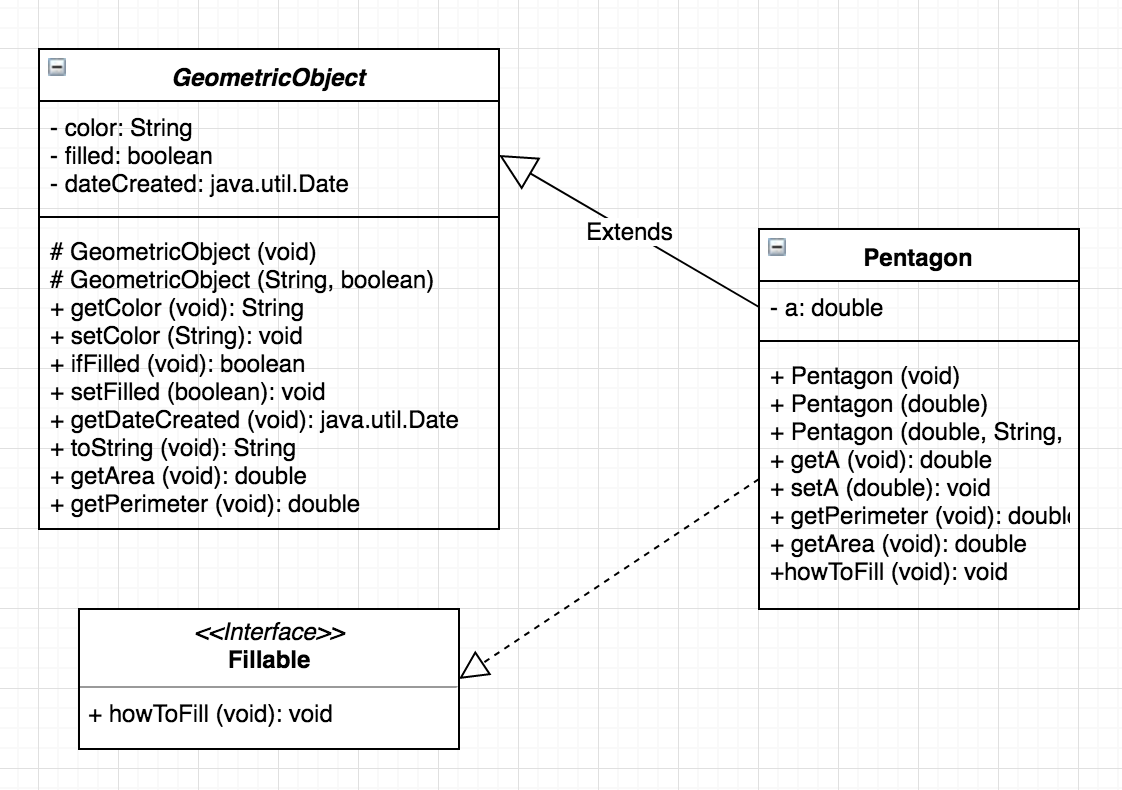 GeometricObject
- color: String
- filled: boolean
- dateCreated: java.util.Date
# GeometricObject (void)
# GeometricObject (String, boolean)
+ getColor (void): String
+ setColor (String): void
+ ifFilled (void): boolean
+ setFilled (boolean): void
+ getDateCreated (void): java.util.Date
+ toString (void): String
+ getArea (void): double
+ getPerimeter (void): double
Extends
Pentagon
- a: double
+ Pentagon (void)
+ Pentagon (double)
+ Pentagon (double, String,
+ getA (void): double
+ setA (double): void
+ getPerimeter (void):
+ getArea (void): double
+howToFill (void): void
<<Interface>>
Fillable
+ howToFill (void): void